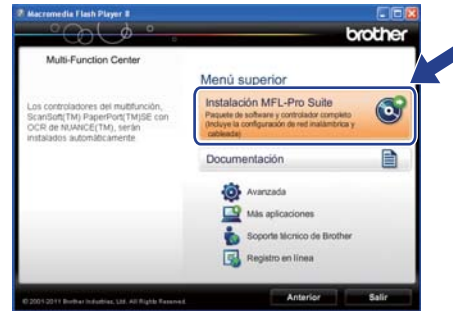 Macromedia Flash Player 8
brother
Multi-Function Center
Menú superior
Los controladores del multifunción,
ScanSoft(TM) PaperPort(TM)SE con
OCR de NUANCE(TM), serán
instalados automáticamente
Instalación MFL-Pro Suite
Paquete de software y controlador completo
(Incluye la configuración de red inalámbrica y
cableada)
Documentación
Avanzada
Más aplicaciones
Soporte técnico de Brother
Registro en línea
© 2001-2011 Brother Industries, Ltd. All Rights Reserved.
Anterior
Salir